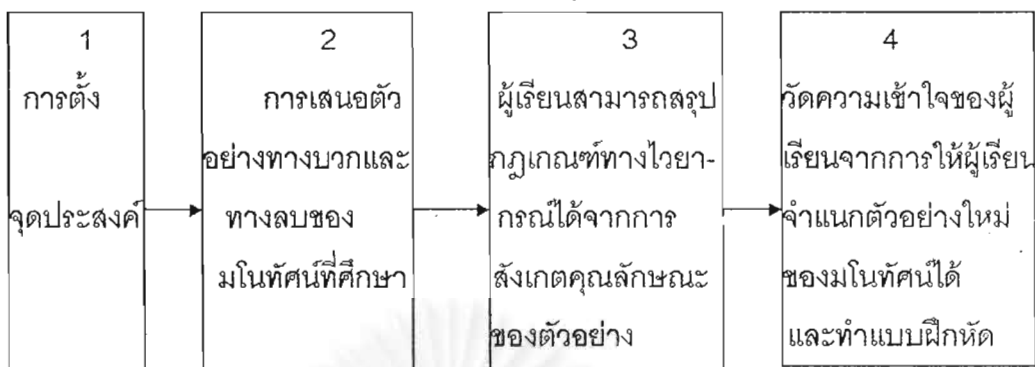 1
การตั้ง
จุดประสงค์
2
การเสนอตัว
อย่างทางบวกและ
ทางลบของ
มโนทัศน์ที่ศึกษา
3
ผู้เรียนสามารถสรุป
กฎเกณฑ์ทางไวยา-
กรณ์ได้จากการ
สังเกตคุณลักษณะ
ของตัวอย่าง
4
วัดความเข้าใจของผู้
เรียนจากการให้ผู้เรียน
จำแนกตัวอย่างใหม่
ของมโนทัศน์ได้
และทำแบบฝึกหัด